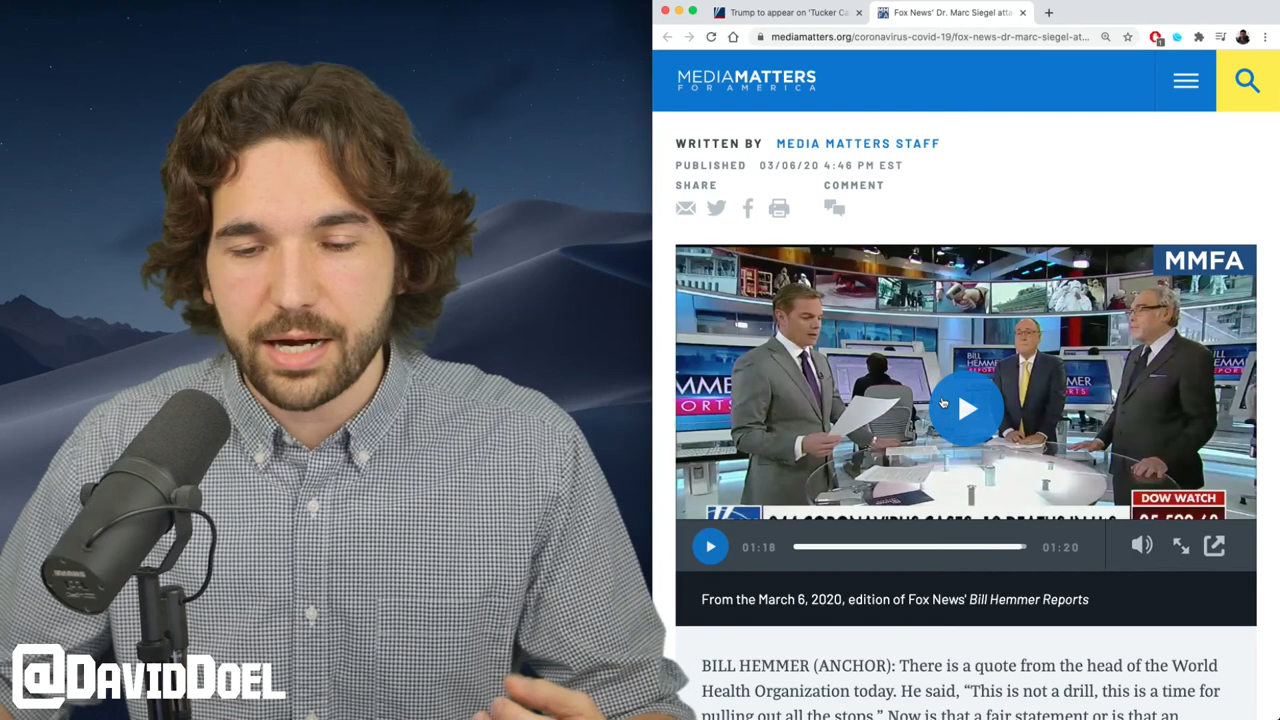 Trump to appear on 'Tucker Ca
Fox News' Dr. Marc Siegel atta
mediamatters.org/coronavirus-covid-19/fox-news-dr-marc-siegel-at...
1
MEDIAMATTERS
FOR AMERICA
WRITTEN BY MEDIA MATTERS STAFF
PUBLISHED 03/06/20 4:46 PM EST
SHARE
COMMENT
MMFA
BILL
HEMMER
REPORTS
DOW WATCH
01:18
01:20
From the March 6, 2020, edition of Fox News' Bill Hemmer Reports
BILL HEMMER (ANCHOR): There is a quote from the head of the World
Health Organization today. He said, “This is not a drill, this is a time for
pulling out all the stops.” Now is that a fair statement or is that an
@DAVIDDOEL